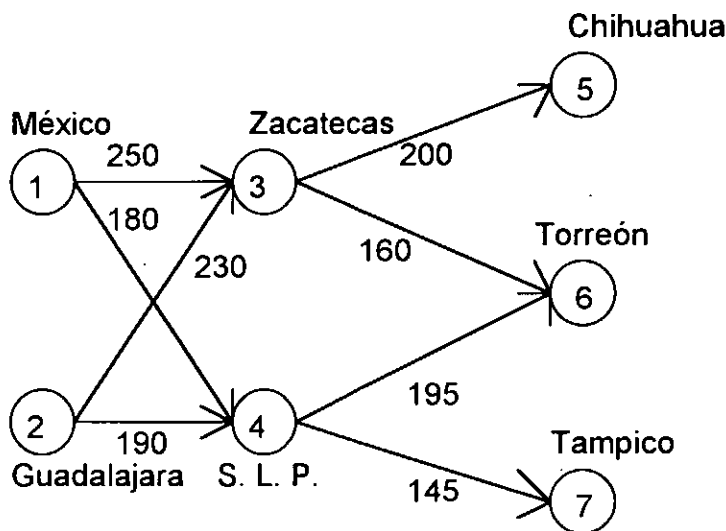 Chihuahua
5
México
Zacatecas
250
200
1
3
180
Torreón
230
160
6
2
4
195
190
Tampico
Guadalajara
S. L. P.
145
7